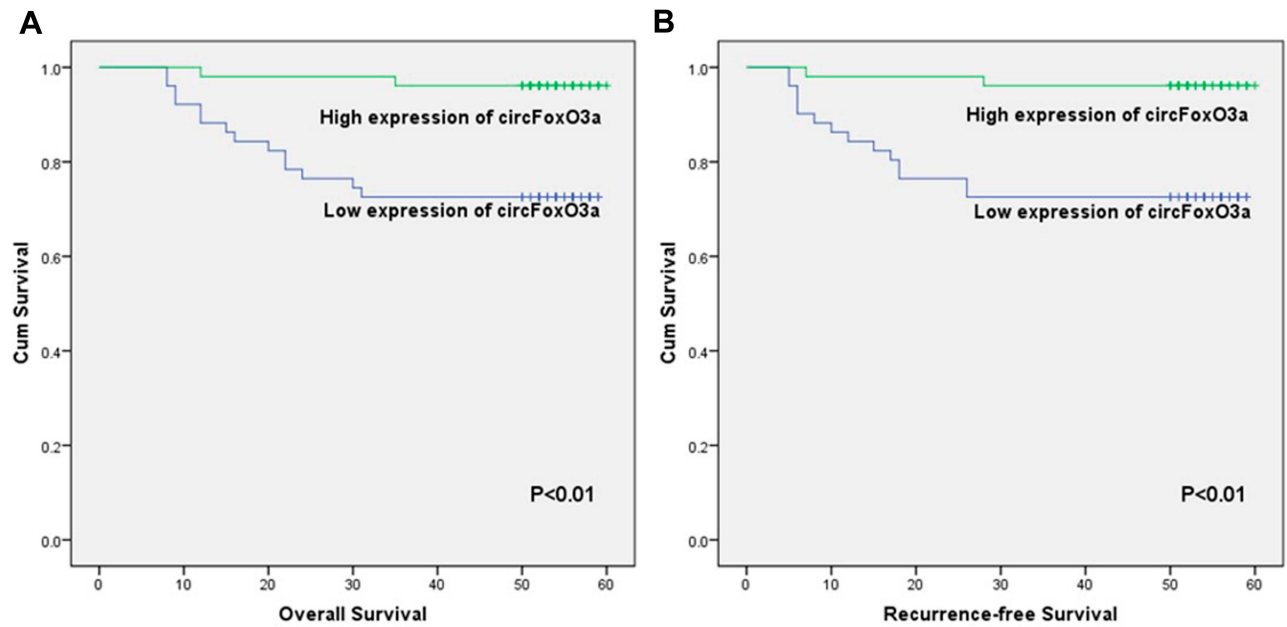 A
1.0
0.8
0.6
0.4
0.2
0.0
Cum Survival
High expression of circFoxO3a
Low expression of circFoxO3a
P<0.01
0 10 20 30 40 50 60
Overall Survival
B
1.0
0.8
0.6
0.4
0.2
0.0
Cum Survival
High expression of circFoxO3a
Low expression of circFoxO3a
P<0.01
0 10 20 30 40 50 60
Recurrence-free Survival